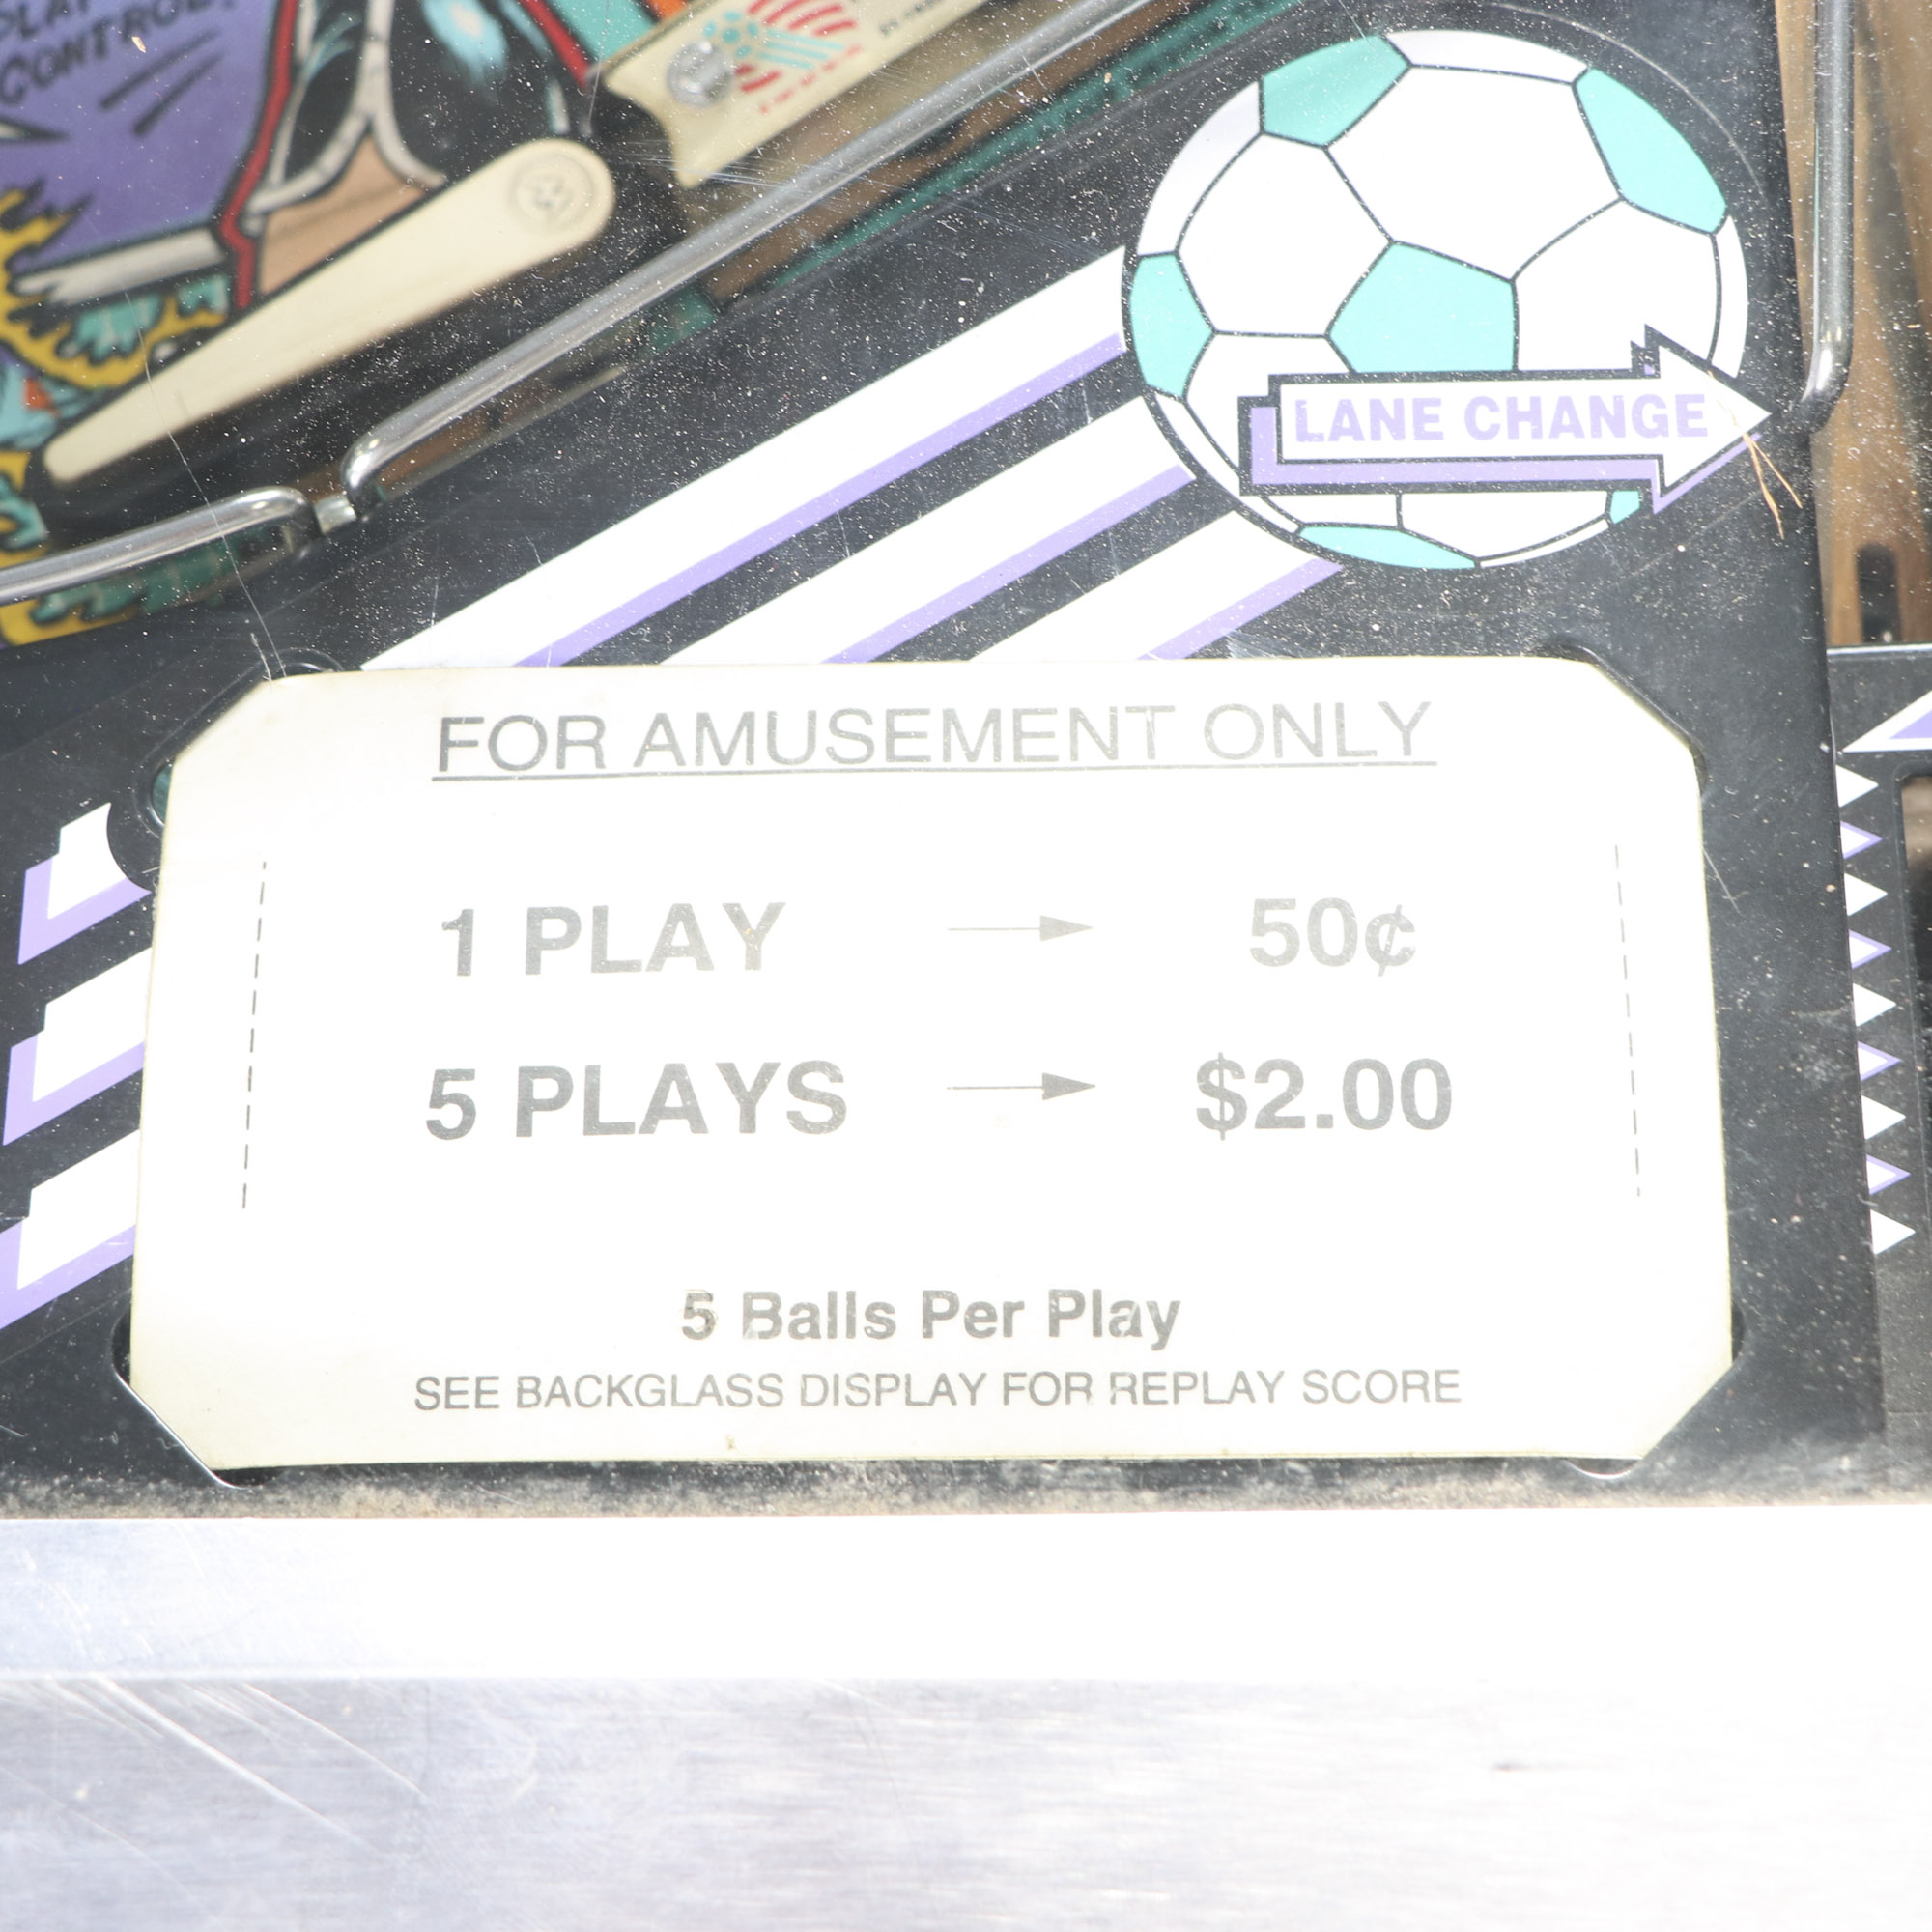 CONTROL.
LANE CHANGE
FOR AMUSEMENT ONLY
1 PLAY → 50¢
5 PLAYS → $2.00
5 Balls Per Play
SEE BACKGLASS DISPLAY FOR REPLAY SCORE